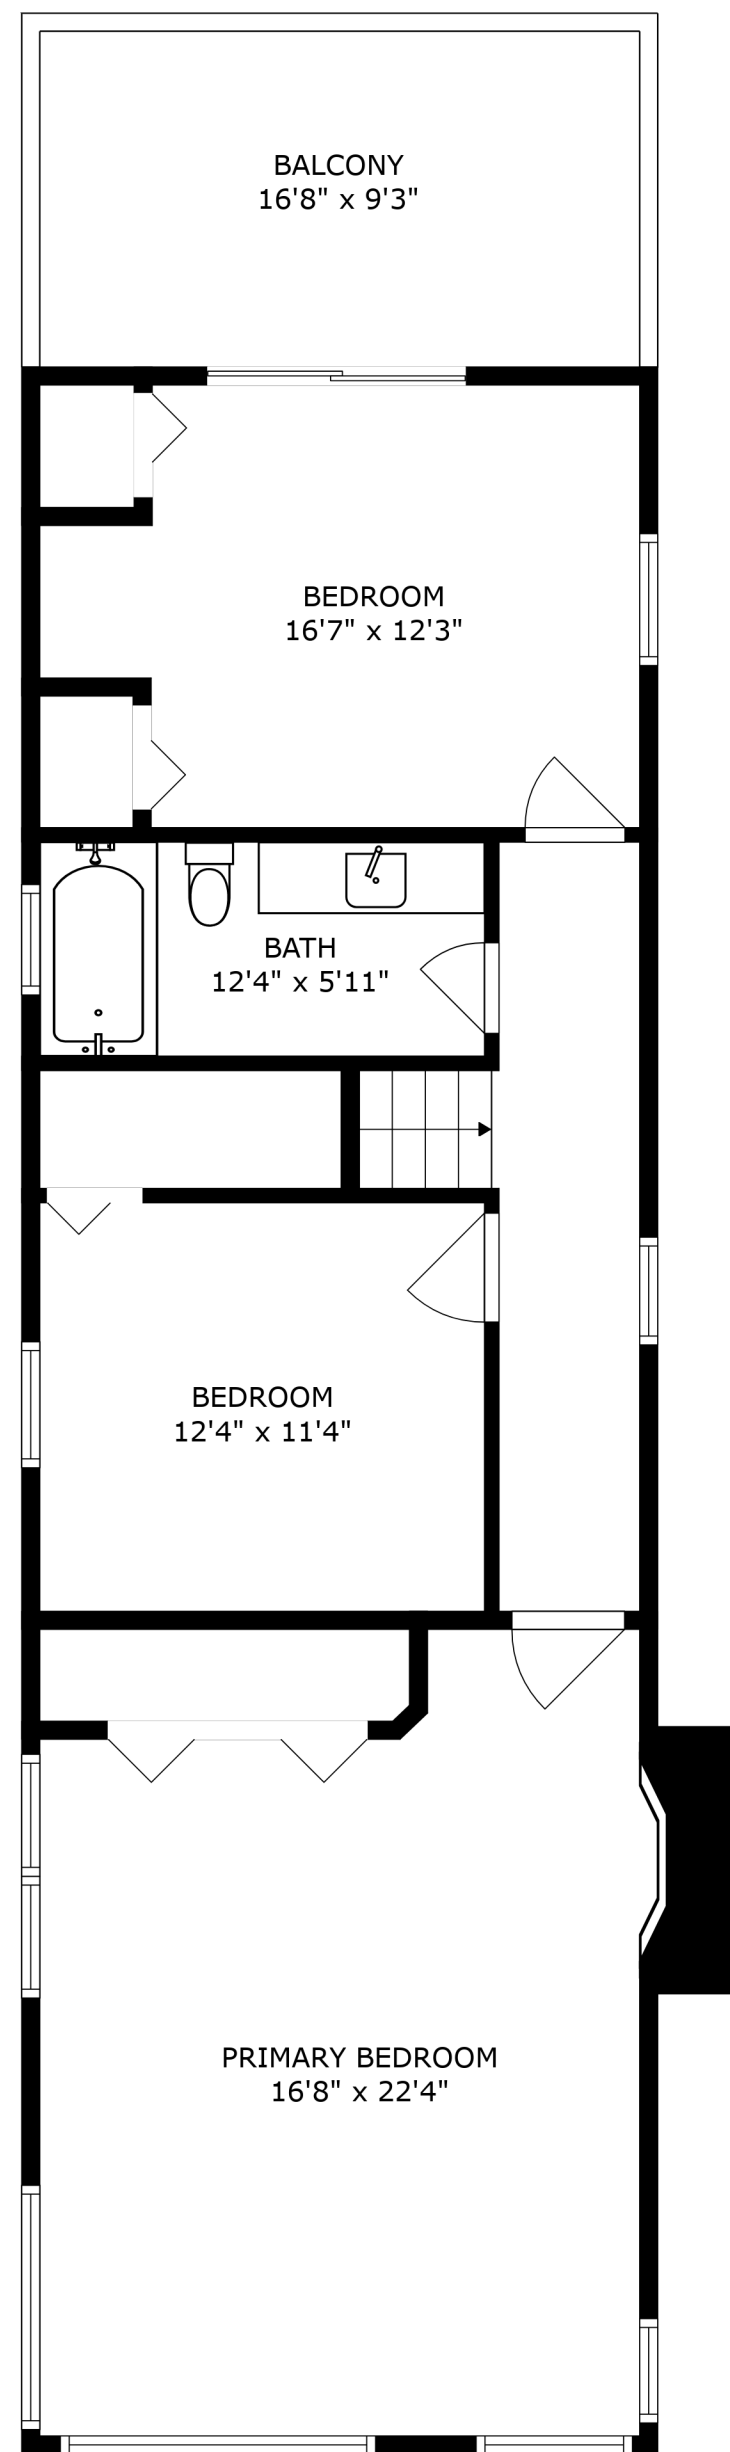 BALCONY
16'8" x 9'3"
BEDROOM
16'7" x 12'3"
BATH
12'4" x 5'11"
BEDROOM
12'4" x 11'4"
PRIMARY BEDROOM
16'8" x 22'4"